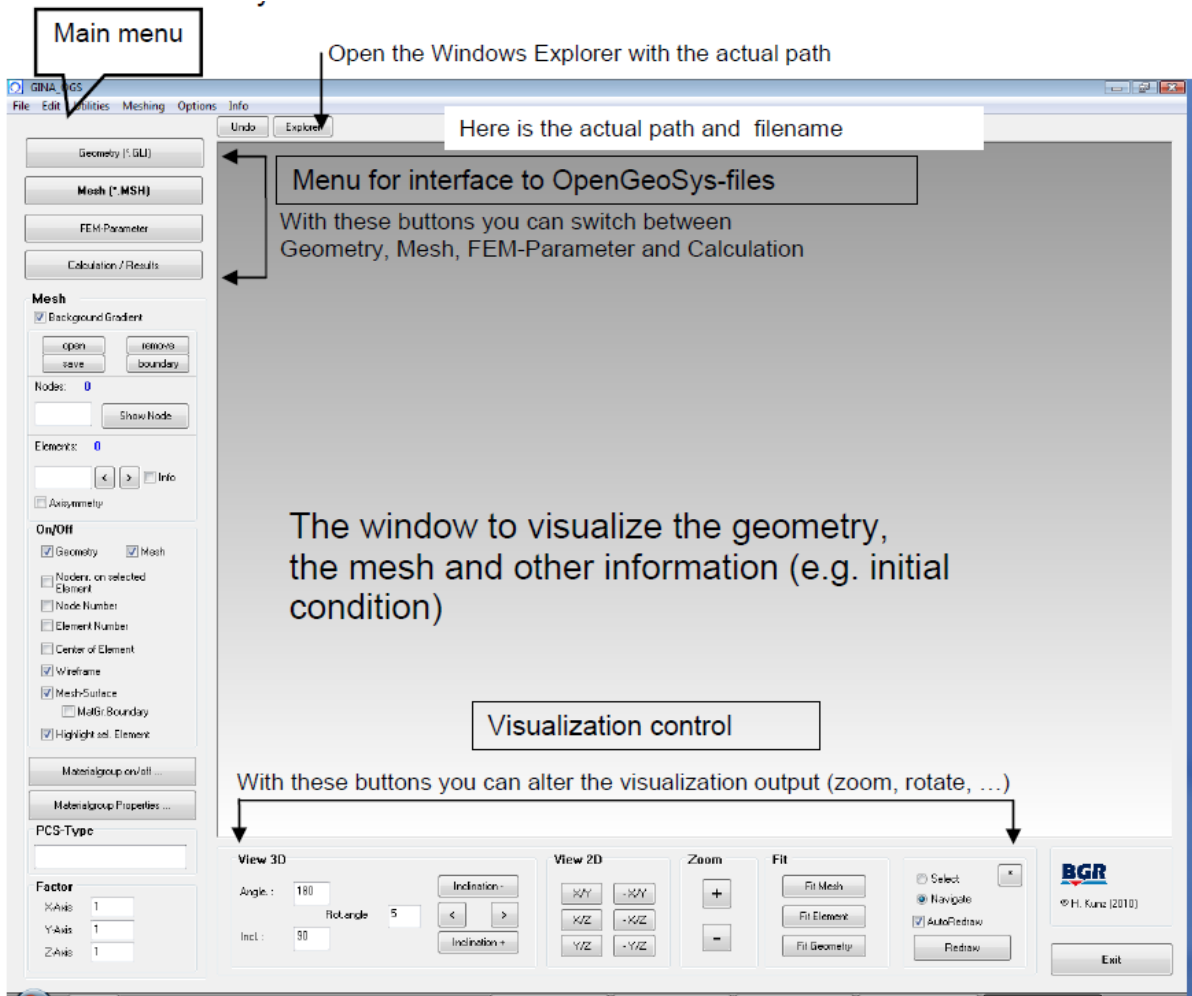 Main menu
Open the Windows Explorer with the actual path
GINA_OGS
File Edit Utilities Meshing Options Info
Undo Explorer
Here is the actual path and filename
Geometry (*.GLI)
Mesh (*.MSH)
FEM-Parameter
Calculation / Results
Menu for interface to OpenGeoSys-files
With these buttons you can switch between
Geometry, Mesh, FEM-Parameter and Calculation
Mesh
Background Gradient
open remove
save boundary
Nodes: 0
Show Node
Elements: 0
< > Info
Axisymmetry
On/Off
Geometry Mesh
Nodenr. on selected
Element
Node Number
Element Number
Center of Element
Wireframe
Mesh-Surface
MatGr.Boundary
Highlight sel. Element
Materialgroup on/off ...
Materialgroup Properties ...
PCS-Type
Factor
X-Axis 1
Y-Axis 1
Z-Axis 1
The window to visualize the geometry,
the mesh and other information (e.g. initial
condition)
Visualization control
With these buttons you can alter the visualization output (zoom, rotate, …)
View 3D
Angle. : 180
Rot.angle 5
Incl. : 90
Inclination -
< >
Inclination +
View 2D
X/Y - X/Y
X/Z - X/Z
Y/Z - Y/Z
Zoom
+
-
Fit
Fit Mesh
Fit Element
Fit Geometry
Select *
Navigate
AutoRedraw
Redraw
BGR
© H. Kunz (2010)
Exit